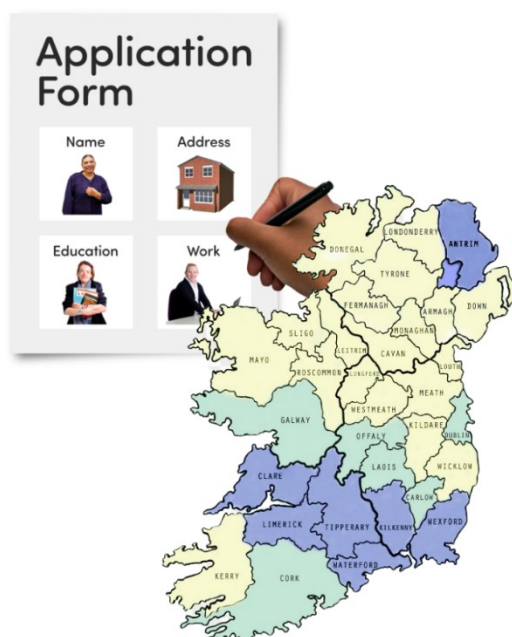 Application
Form
Name
Address
Education
Work
LONDONDERRY
ANTRIM
DONEGAL
TYRONE
FERMANAGH
ARMAGH
DOWN
MONAGHAN
SLIGO
LEITRIM
CAVAN
MAYO
ROSCOMMON
LONGFORD
LOUTH
MEATH
WESTMEATH
GALWAY
OFFALY
KILDARE
DUBLIN
LAOIS
WICKLOW
CLARE
CARLOW
LIMERICK
TIPPERARY
KILKENNY
WEXFORD
WATERFORD
KERRY
CORK